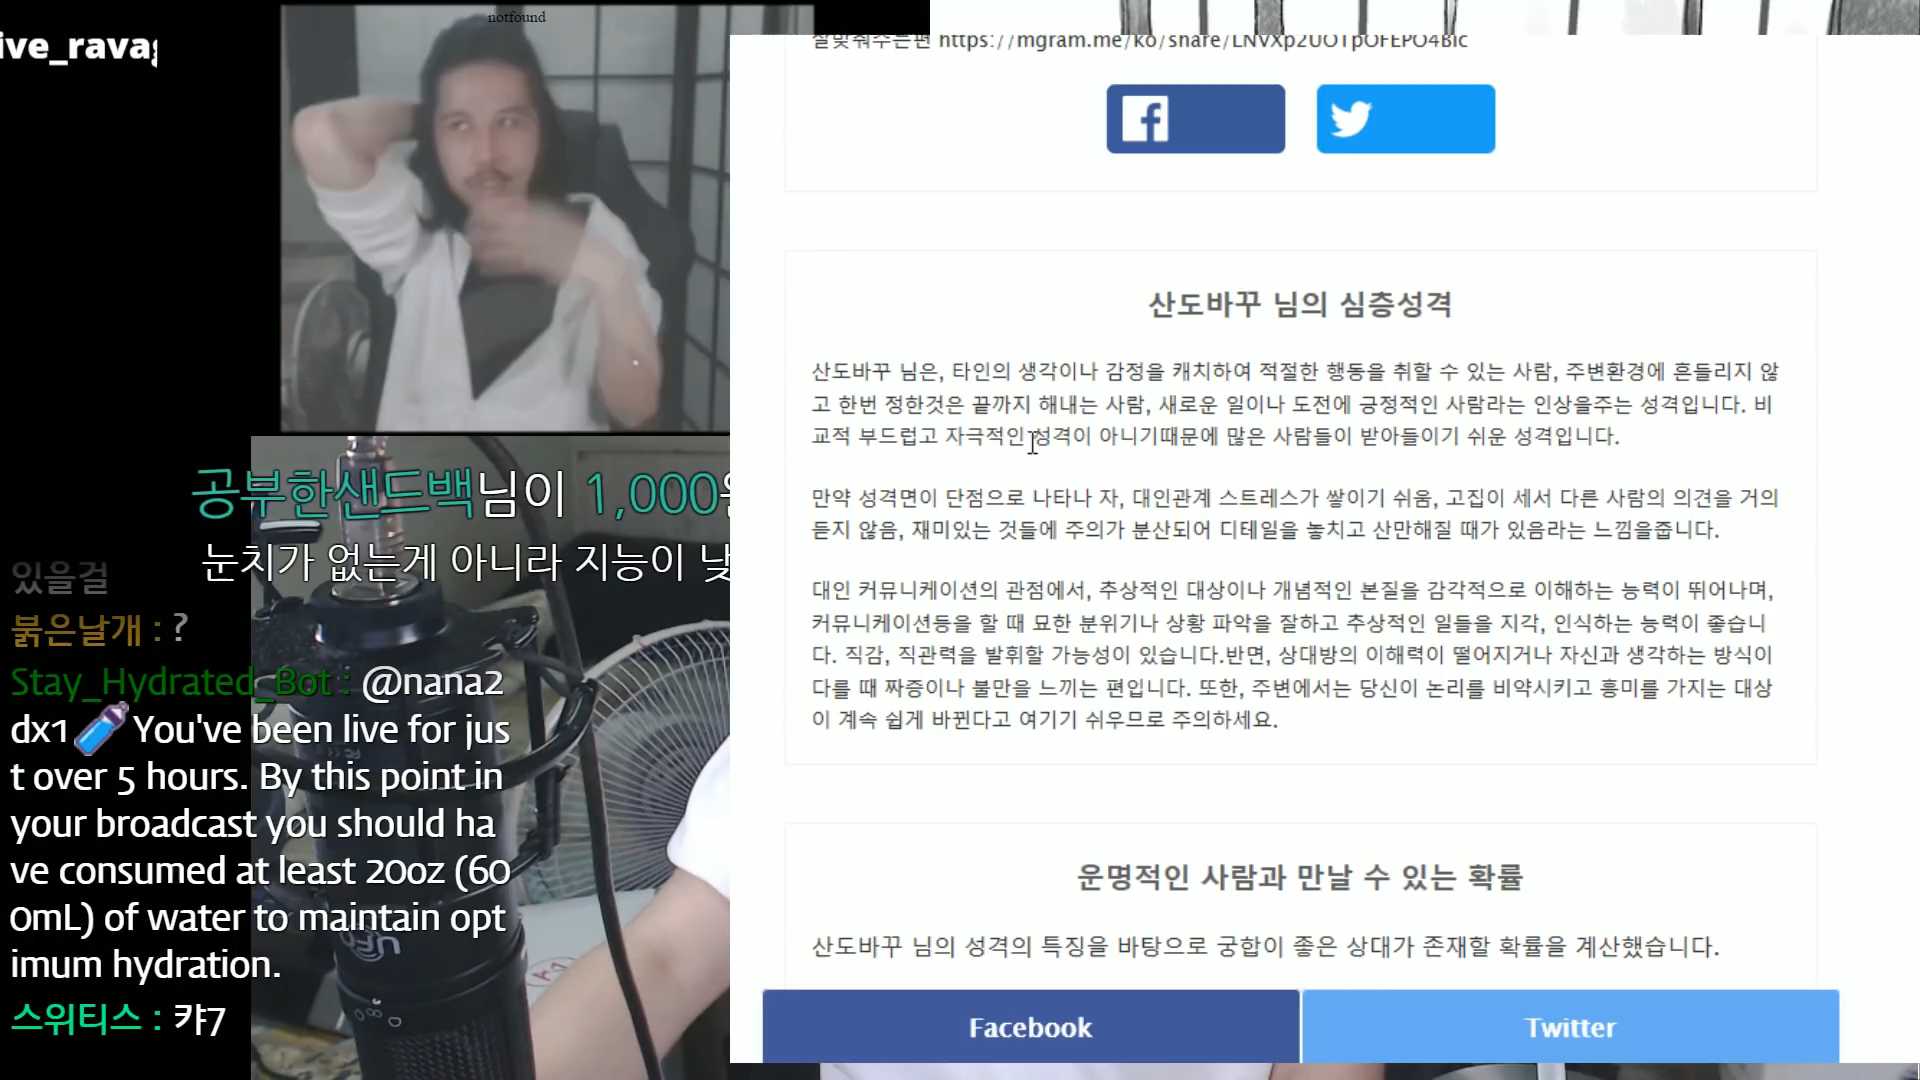 notfound
ive_ravag
공부한샌드백님이 1,000원
눈치가 없는게 아니라 지능이 낮
있을걸
붉은날개 : ?
Stay_Hydrated_Bot : @nana2
dx1 You've been live for jus
t over 5 hours. By this point in
your broadcast you should ha
ve consumed at least 20oz (60
0mL) of water to maintain opt
imum hydration.
스위티스 : 캬7
잘맞춰주는편 https://mgram.me/ko/share/
산도바꾸 님의 심층성격
산도바꾸 님은, 타인의 생각이나 감정을 캐치하여 적절한 행동을 취할 수 있는 사람, 주변환경에 흔들리지 않
고 한번 정한것은 끝까지 해내는 사람, 새로운 일이나 도전에 긍정적인 사람라는 인상을주는 성격입니다. 비
교적 부드럽고 자극적인 성격이 아니기때문에 많은 사람들이 받아들이기 쉬운 성격입니다.
만약 성격면이 단점으로 나타나 자, 대인관계 스트레스가 쌓이기 쉬움, 고집이 세서 다른 사람의 의견을 거의
듣지 않음, 재미있는 것들에 주의가 분산되어 디테일을 놓치고 산만해질 때가 있음라는 느낌을줍니다.
대인 커뮤니케이션의 관점에서, 추상적인 대상이나 개념적인 본질을 감각적으로 이해하는 능력이 뛰어나며,
커뮤니케이션등을 할 때 묘한 분위기나 상황 파악을 잘하고 추상적인 일들을 지각, 인식하는 능력이 좋습니
다. 직감, 직관력을 발휘할 가능성이 있습니다.반면, 상대방의 이해력이 떨어지거나 자신과 생각하는 방식이
다를 때 짜증이나 불만을 느끼는 편입니다. 또한, 주변에서는 당신이 논리를 비약시키고 흥미를 가지는 대상
이 계속 쉽게 바뀐다고 여기기 쉬우므로 주의하세요.
운명적인 사람과 만날 수 있는 확률
산도바꾸 님의 성격의 특징을 바탕으로 궁합이 좋은 상대가 존재할 확률을 계산했습니다.
Facebook
Twitter